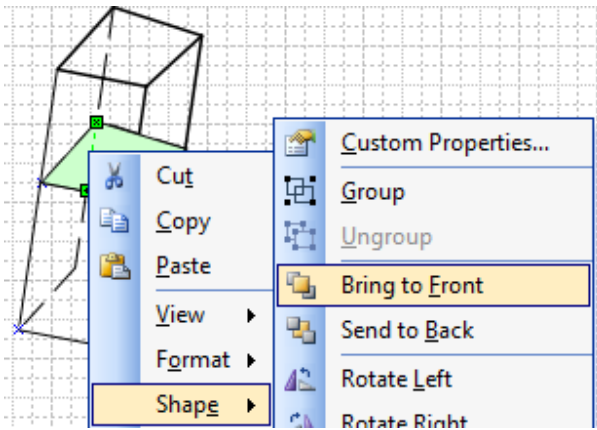 Cut
Copy
Paste
View
Format
Shape
Custom Properties...
Group
Ungroup
Bring to Front
Send to Back
Rotate Left
Rotate Right